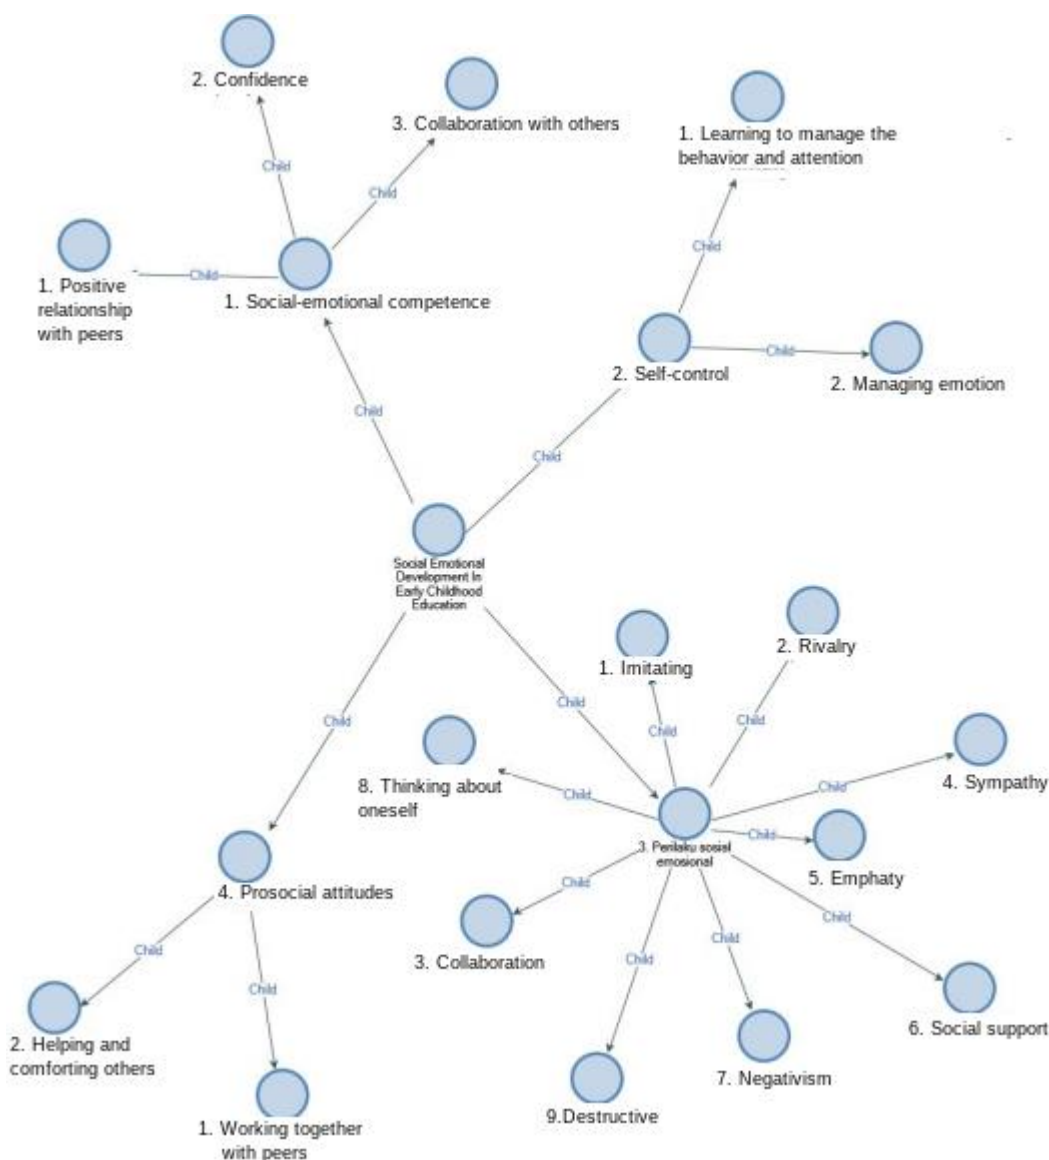 2. Confidence
3. Collaboration with others
1. Learning to manage the
behavior and attention
Child
Child
Child
1. Positive
relationship
with peers
Child
1. Social-emotional competence
2. Self-control
Child
2. Managing emotion
Child
Child
Social Emotional
Development In
Early Childhood
Education
1. Imitating
2. Rivalry
Child
Child
Child
Child
8. Thinking about
oneself
Child
Child
4. Sympathy
3. Perilaku sosial
emosional
Child
5. Emphaty
4. Prosocial attitudes
Child
3. Collaboration
Child
Child
Child
Child
Child
6. Social support
2. Helping and
comforting others
7. Negativism
9.Destructive
1. Working together
with peers